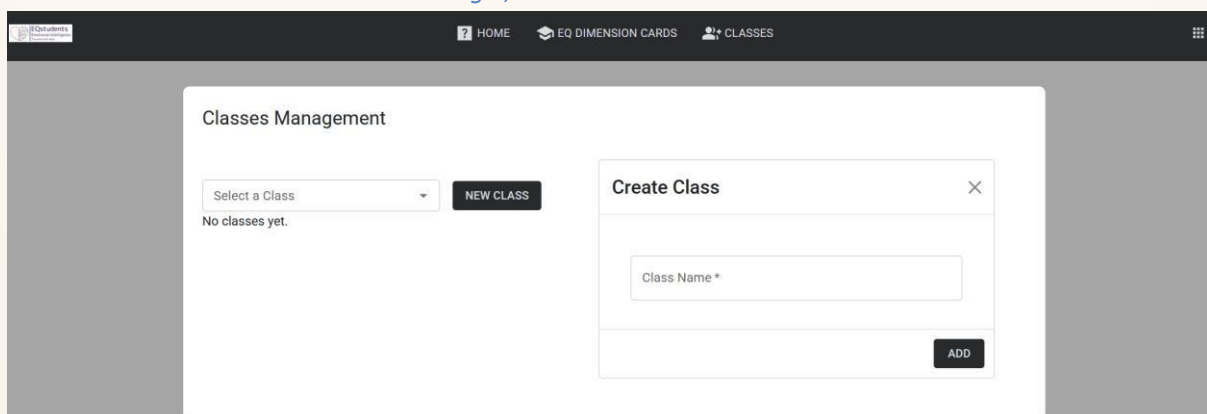 EQstudents
HOME
EQ DIMENSION CARDS
CLASSES
Classes Management
Select a Class
NEW CLASS
No classes yet.
Create Class
Class Name *
ADD